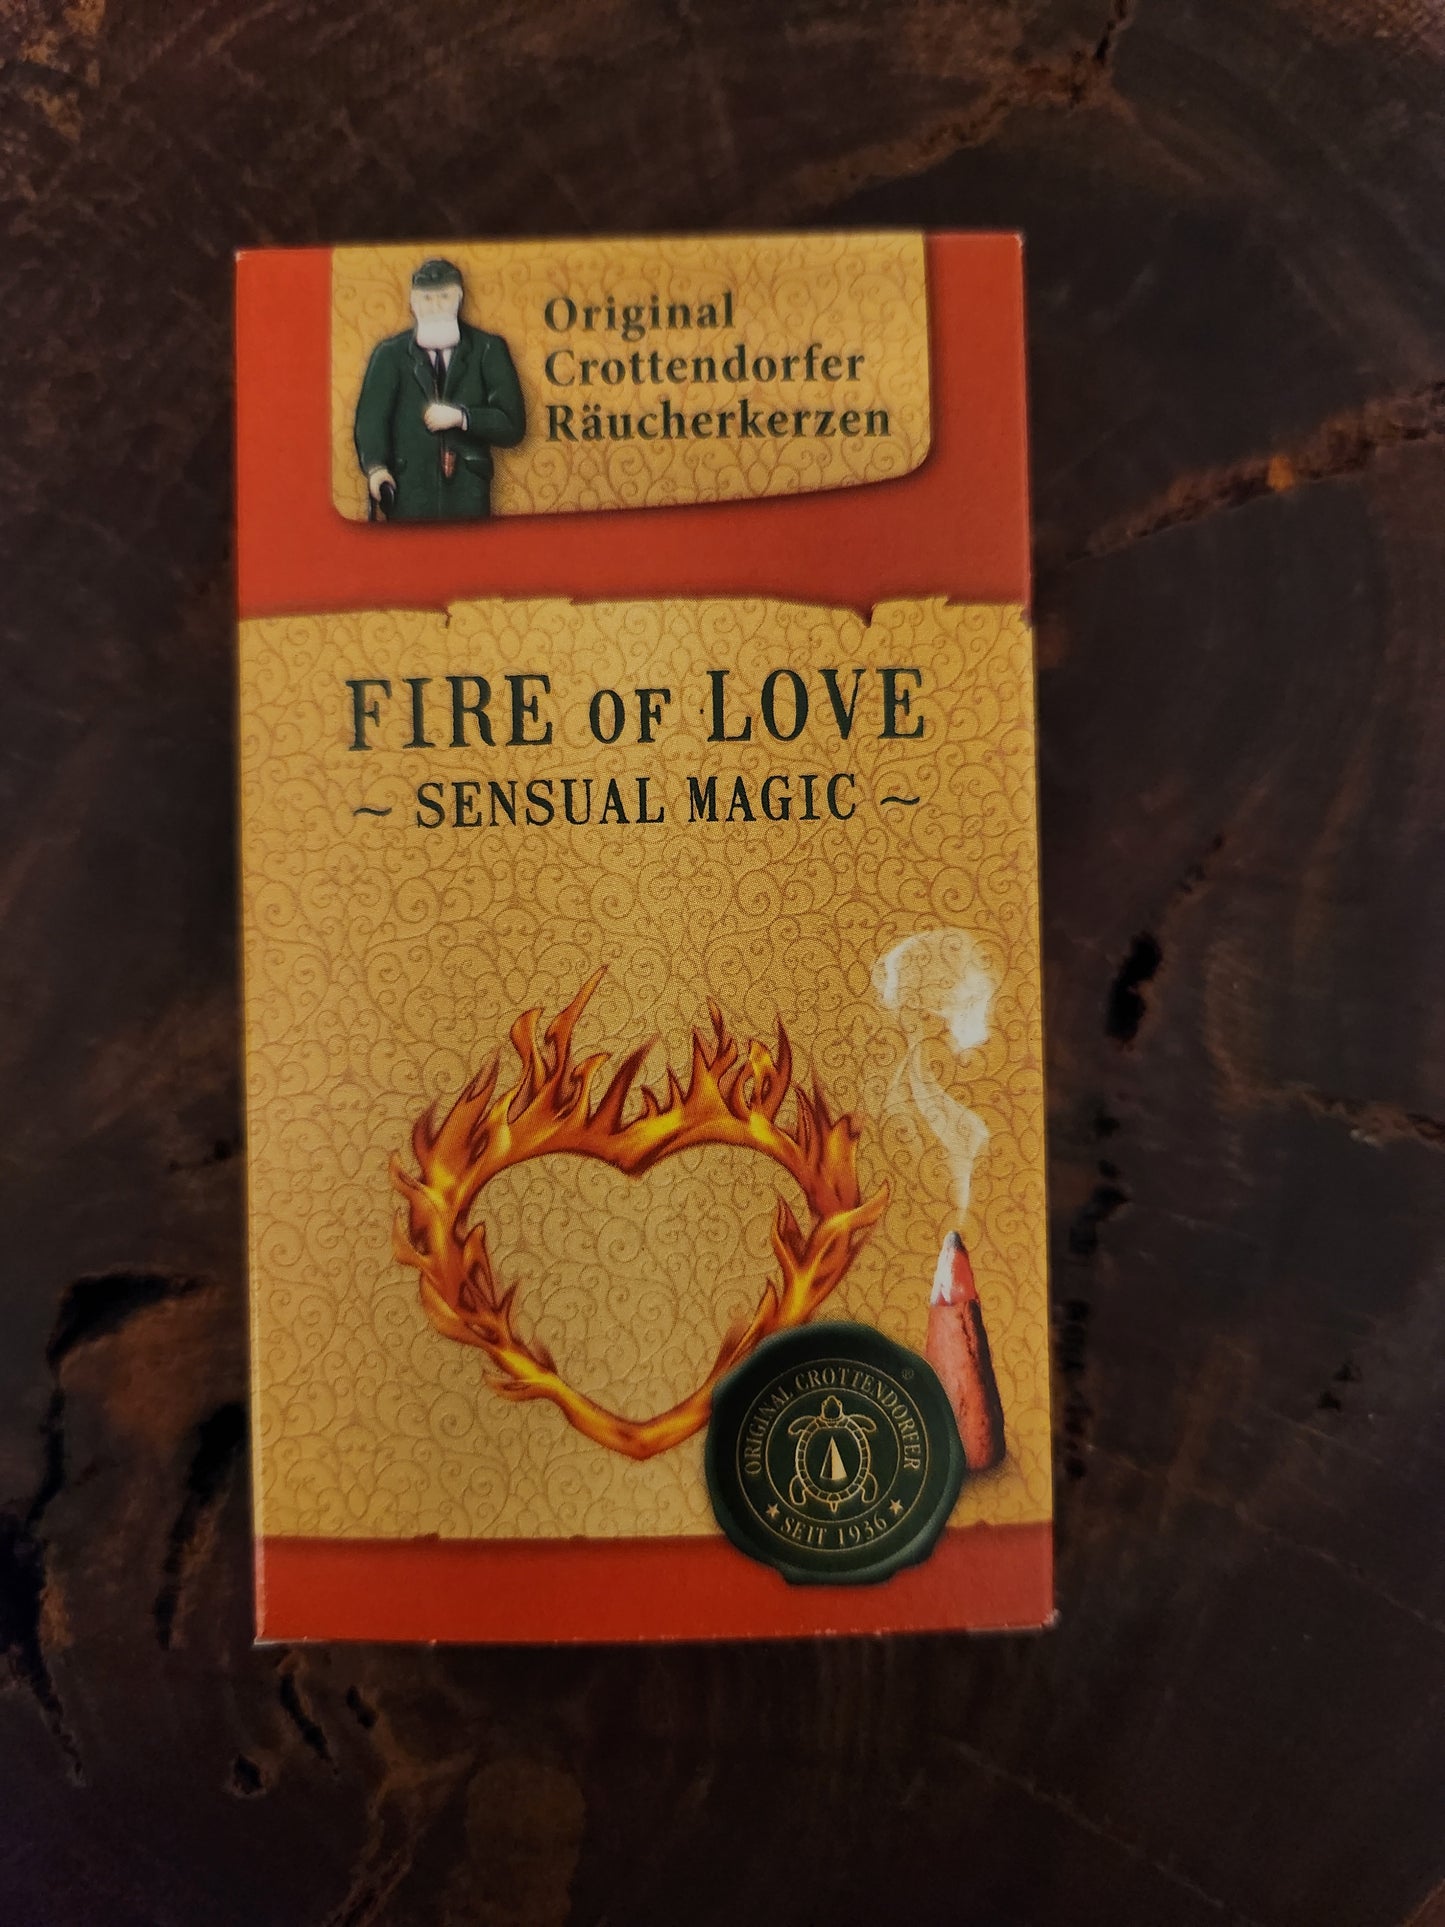 Original
Crottendorfer
Räucherkerzen
FIRE OF LOVE
~ SENSUAL MAGIC ~
ORIGINAL CROTTENDORFER ®
★ SEIT 1936 ★